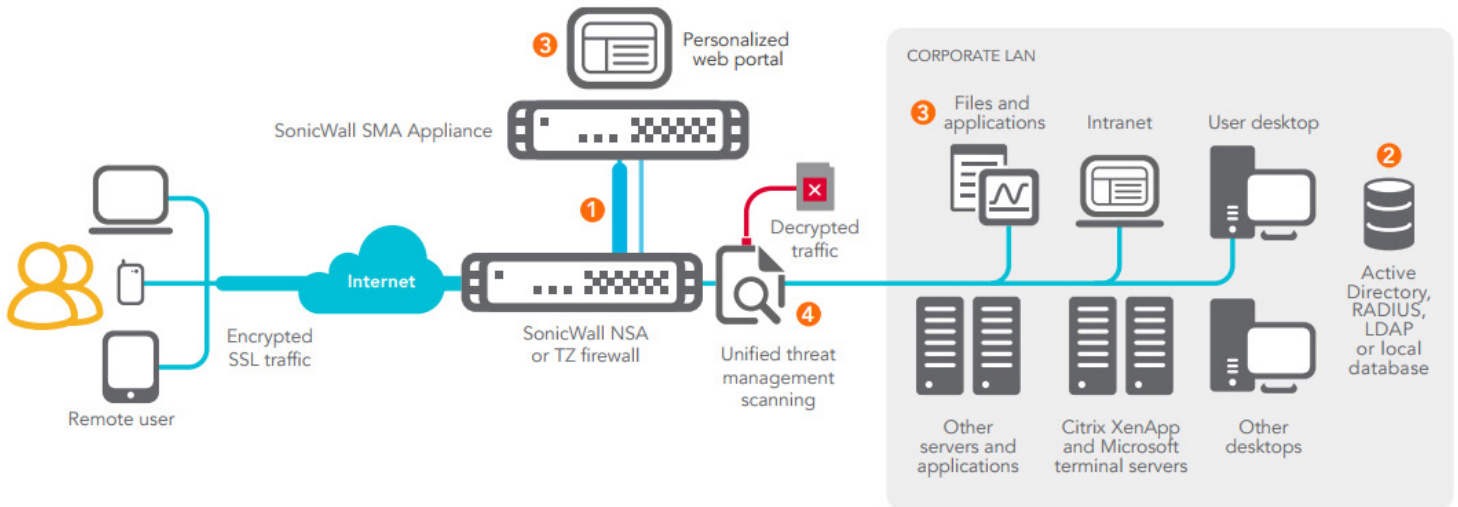 3
Personalized
web portal
SonicWall SMA Appliance
1
Internet
Encrypted
SSL traffic
Remote user
SonicWall NSA
or TZ firewall
Decrypted
traffic
4
Unified threat
management
scanning
CORPORATE LAN
3
Files and
applications
Intranet
User desktop
2
Active
Directory,
RADIUS,
LDAP
or local
database
Other
servers and
applications
Citrix XenApp
and Microsoft
terminal servers
Other
desktops